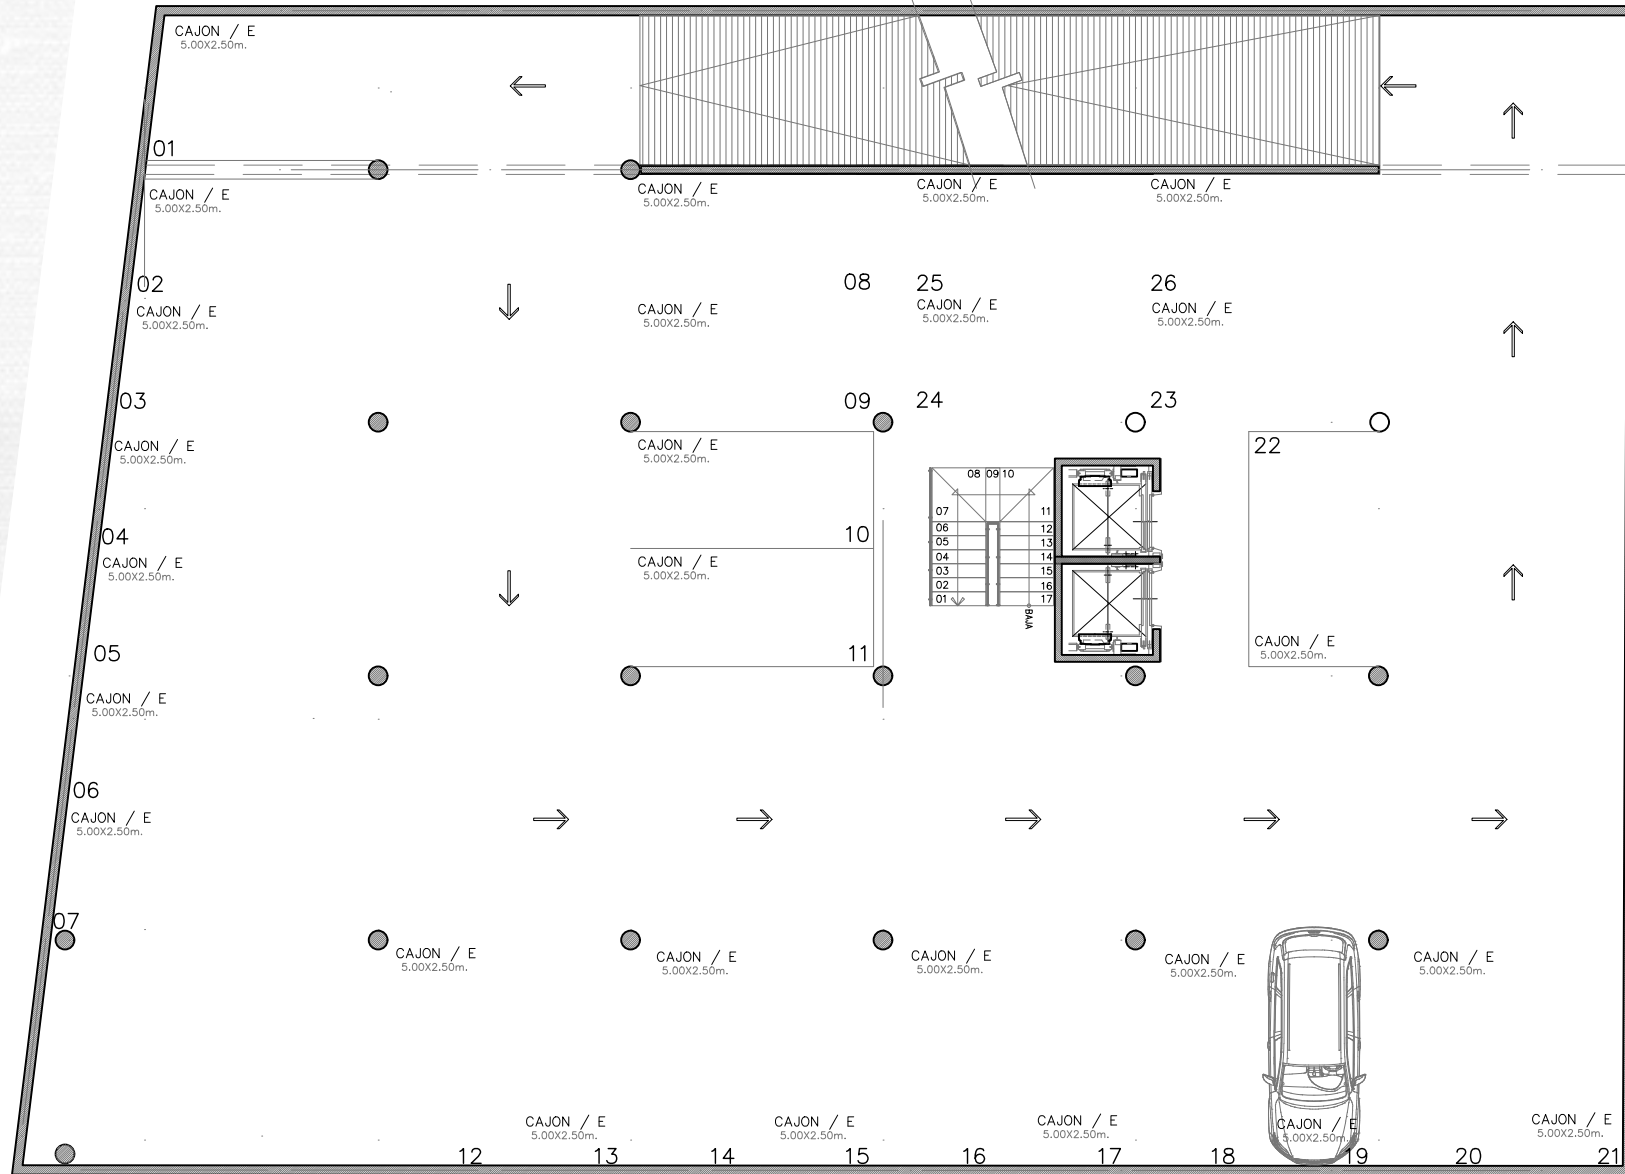 CAJON / E
5.00X2.50m.
01
CAJON / E
5.00X2.50m.
CAJON / E
5.00X2.50m.
CAJON / E
5.00X2.50m.
CAJON / E
5.00X2.50m.
02
08
25
26
CAJON / E
5.00X2.50m.
CAJON / E
5.00X2.50m.
CAJON / E
5.00X2.50m.
CAJON / E
5.00X2.50m.
03
09
24
23
CAJON / E
5.00X2.50m.
CAJON / E
5.00X2.50m.
22
08 09 10
07 11
06 12
05 13
04 14
03 15
02 16
01 17
BAJA
04
10
CAJON / E
5.00X2.50m.
CAJON / E
5.00X2.50m.
05
11
CAJON / E
5.00X2.50m.
CAJON / E
5.00X2.50m.
06
CAJON / E
5.00X2.50m.
07
CAJON / E
5.00X2.50m.
CAJON / E
5.00X2.50m.
CAJON / E
5.00X2.50m.
CAJON / E
5.00X2.50m.
CAJON / E
5.00X2.50m.
CAJON / E
5.00X2.50m.
CAJON / E
5.00X2.50m.
CAJON / E
5.00X2.50m.
CAJON / E
5.00X2.50m.
CAJON / E
5.00X2.50m.
12
13
14
15
16
17
18
19
20
21